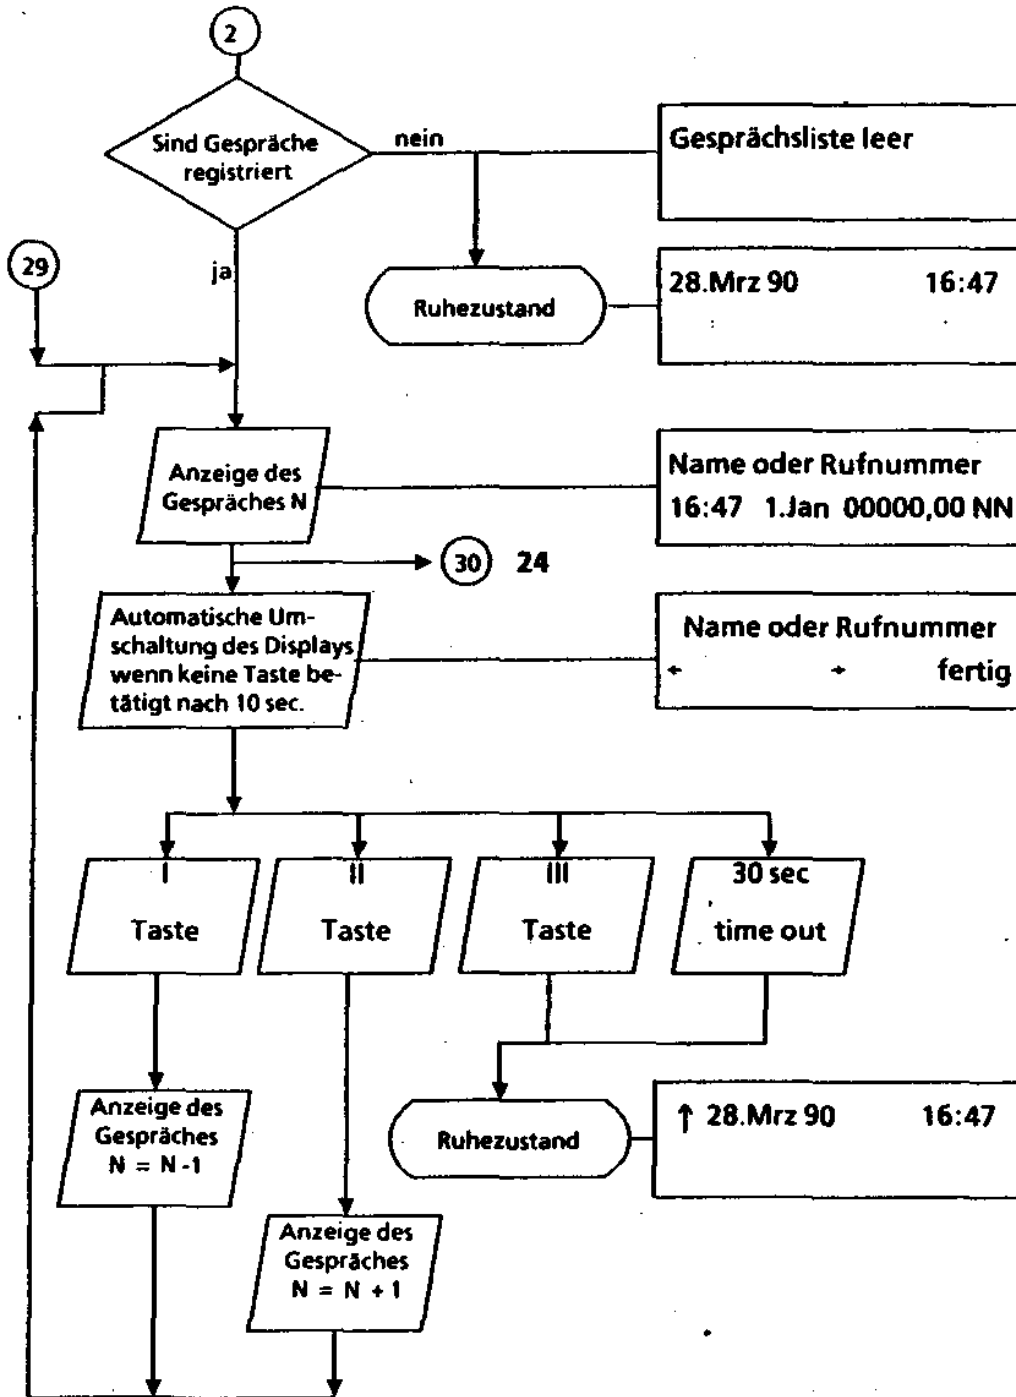 2
Sind Gespräche
registriert
nein
Gesprächsliste leer
29
ja
Ruhezustand
28.Mrz 90 16:47
Anzeige des
Gespräches N
Name oder Rufnummer
16:47 1.Jan 00000,00 NN
30 24
Automatische Um-
schaltung des Displays
wenn keine Taste be-
tätigt nach 10 sec.
Name oder Rufnummer
← → fertig
I
Taste
II
Taste
III
Taste
30 sec
time out
Anzeige des
Gespräches
N = N -1
Ruhezustand
↑ 28.Mrz 90 16:47
Anzeige des
Gespräches
N = N + 1